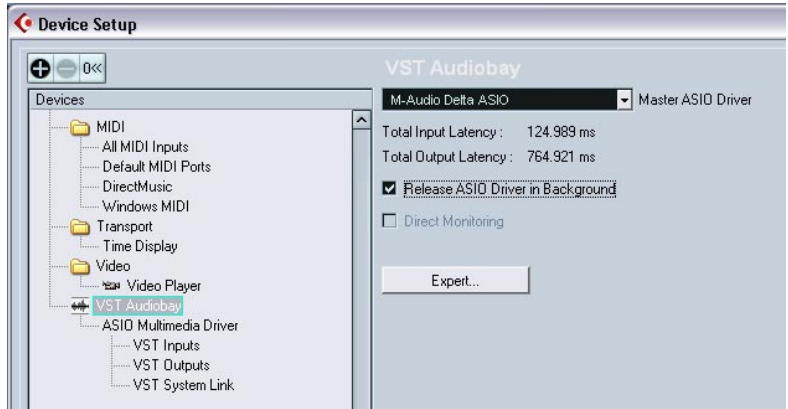 Device Setup
0<<
Devices
MIDI
All MIDI Inputs
Default MIDI Ports
DirectMusic
Windows MIDI
Transport
Time Display
Video
Video Player
VST Audiobay
ASIO Multimedia Driver
VST Inputs
VST Outputs
VST System Link
VST Audiobay
M-Audio Delta ASIO Master ASIO Driver
Total Input Latency : 124.989 ms
Total Output Latency : 764.921 ms
Release ASIO Driver in Background
Direct Monitoring
Expert...